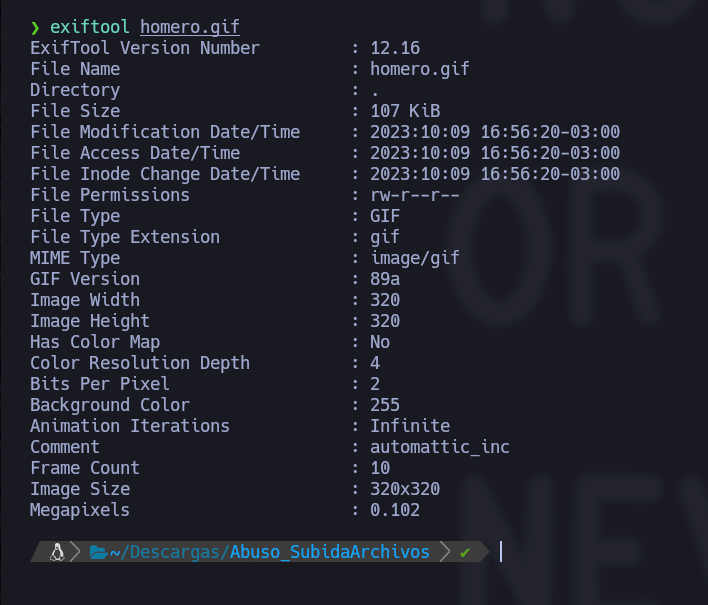 ❯ exiftool homero.gif
ExifTool Version Number         : 12.16
File Name                       : homero.gif
Directory                       : .
File Size                       : 107 KiB
File Modification Date/Time     : 2023:10:09 16:56:20-03:00
File Access Date/Time           : 2023:10:09 16:56:20-03:00
File Inode Change Date/Time     : 2023:10:09 16:56:20-03:00
File Permissions                : rw-r--r--
File Type                       : GIF
File Type Extension             : gif
MIME Type                       : image/gif
GIF Version                     : 89a
Image Width                     : 320
Image Height                    : 320
Has Color Map                   : No
Color Resolution Depth          : 4
Bits Per Pixel                  : 2
Background Color                : 255
Animation Iterations            : Infinite
Comment                         : automattic_inc
Frame Count                     : 10
Image Size                      : 320x320
Megapixels                      : 0.102
~/Descargas/Abuso_SubidaArchivos ✔
OR